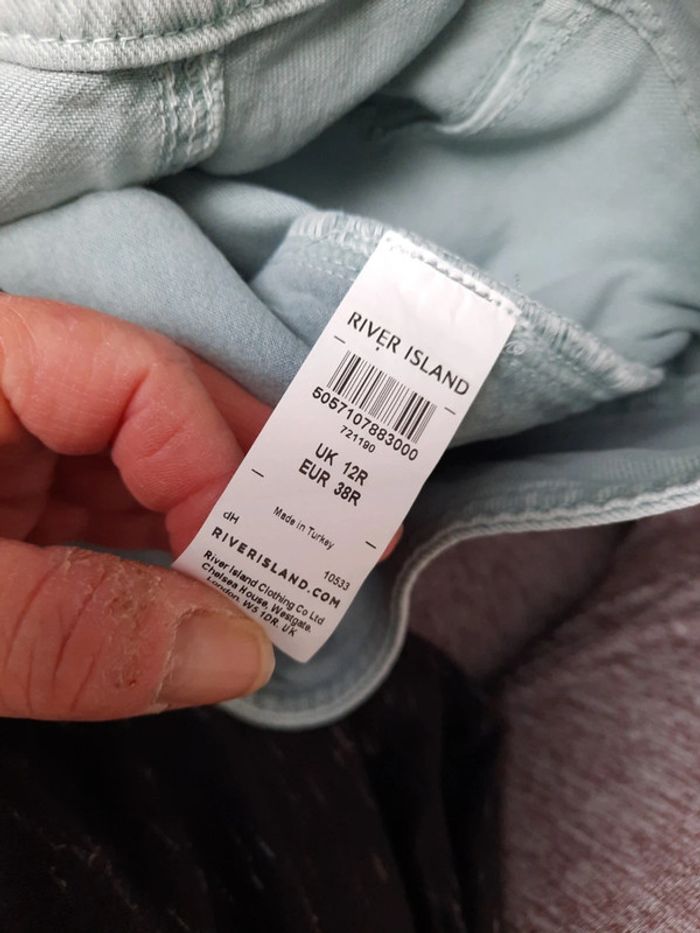 RIVER ISLAND
5057107883000
721190
UK 12R
EUR 38R
Made in Turkey
dH
10533
RIVERISLAND.COM
River Island Clothing Co Ltd
Chelsea House, Westgate,
London. W5 1DR. UK